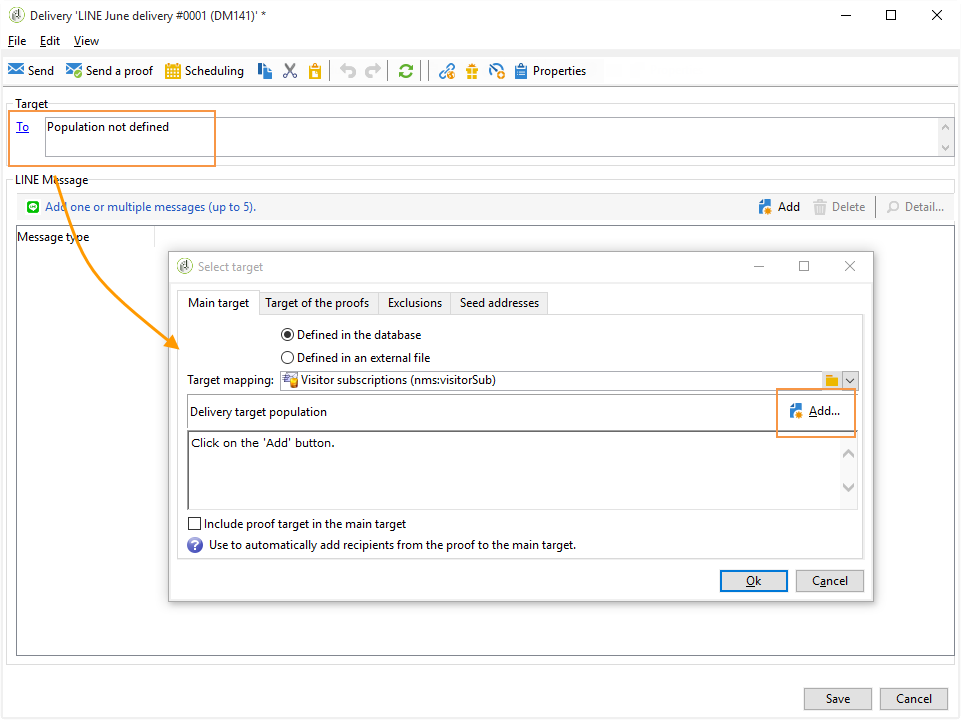 Delivery 'LINE June delivery #0001 (DM141)' *
File Edit View
Send Send a proof Scheduling Properties
Target
To Population not defined
LINE Message
Add one or multiple messages (up to 5). Add Delete Detail...
Message type
Select target
Main target Target of the proofs Exclusions Seed addresses
Defined in the database
Defined in an external file
Target mapping: Visitor subscriptions (nms:visitorSub)
Delivery target population Add...
Click on the 'Add' button.
Include proof target in the main target
Use to automatically add recipients from the proof to the main target.
Ok Cancel
Save Cancel